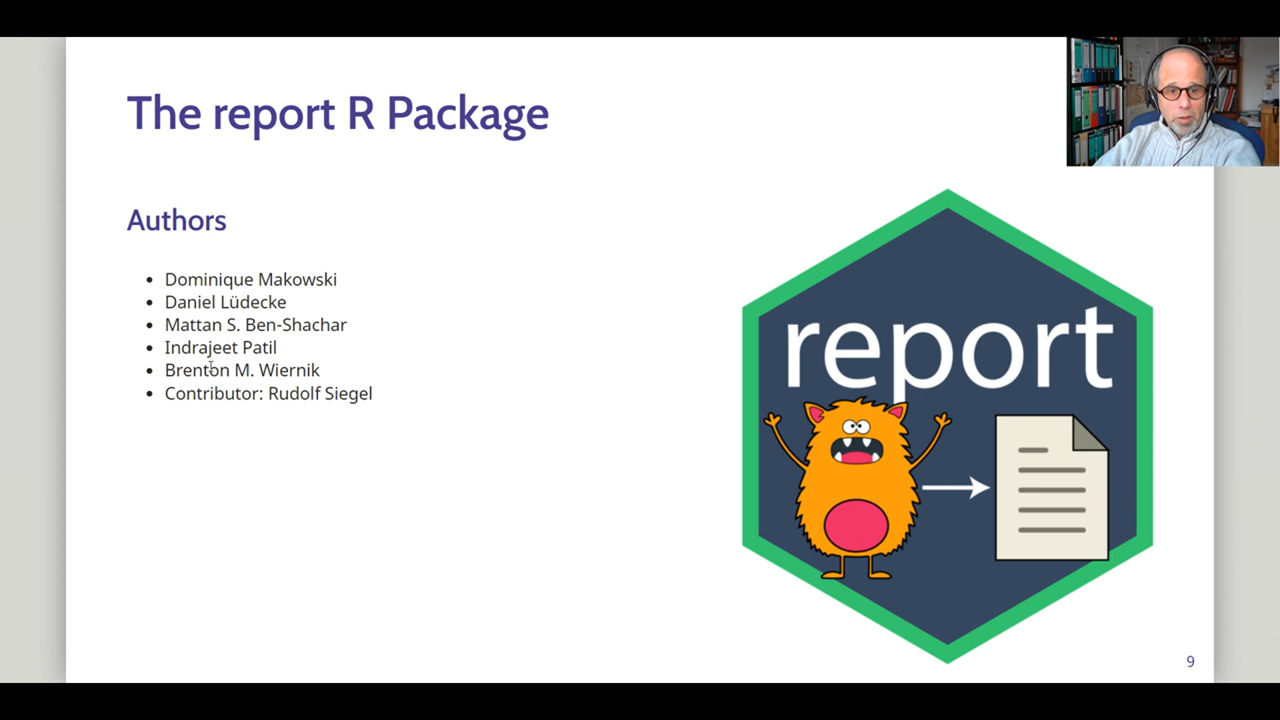 The report R Package
Authors
Dominique Makowski
Daniel Lüdecke
Mattan S. Ben-Shachar
Indrajeet Patil
Brenton M. Wiernik
Contributor: Rudolf Siegel
report
9